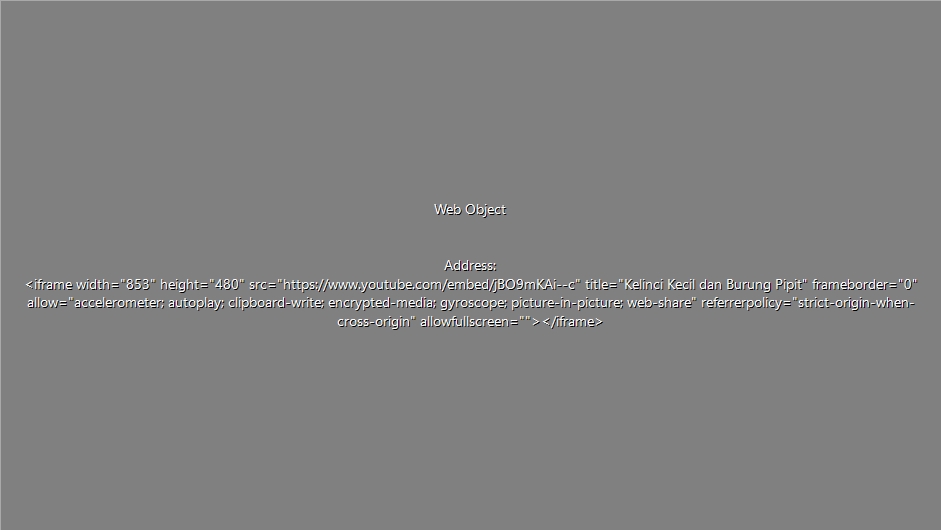 Web Object
Address:
<iframe width="853" height="480" src="https://www.youtube.com/embed/jBO9mKAi--c" title="Kelinci Kecil dan Burung Pipit" frameborder="0"
allow="accelerometer; autoplay; clipboard-write; encrypted-media; gyroscope; picture-in-picture; web-share" referrerpolicy="strict-origin-when-
cross-origin" allowfullscreen=""></iframe>